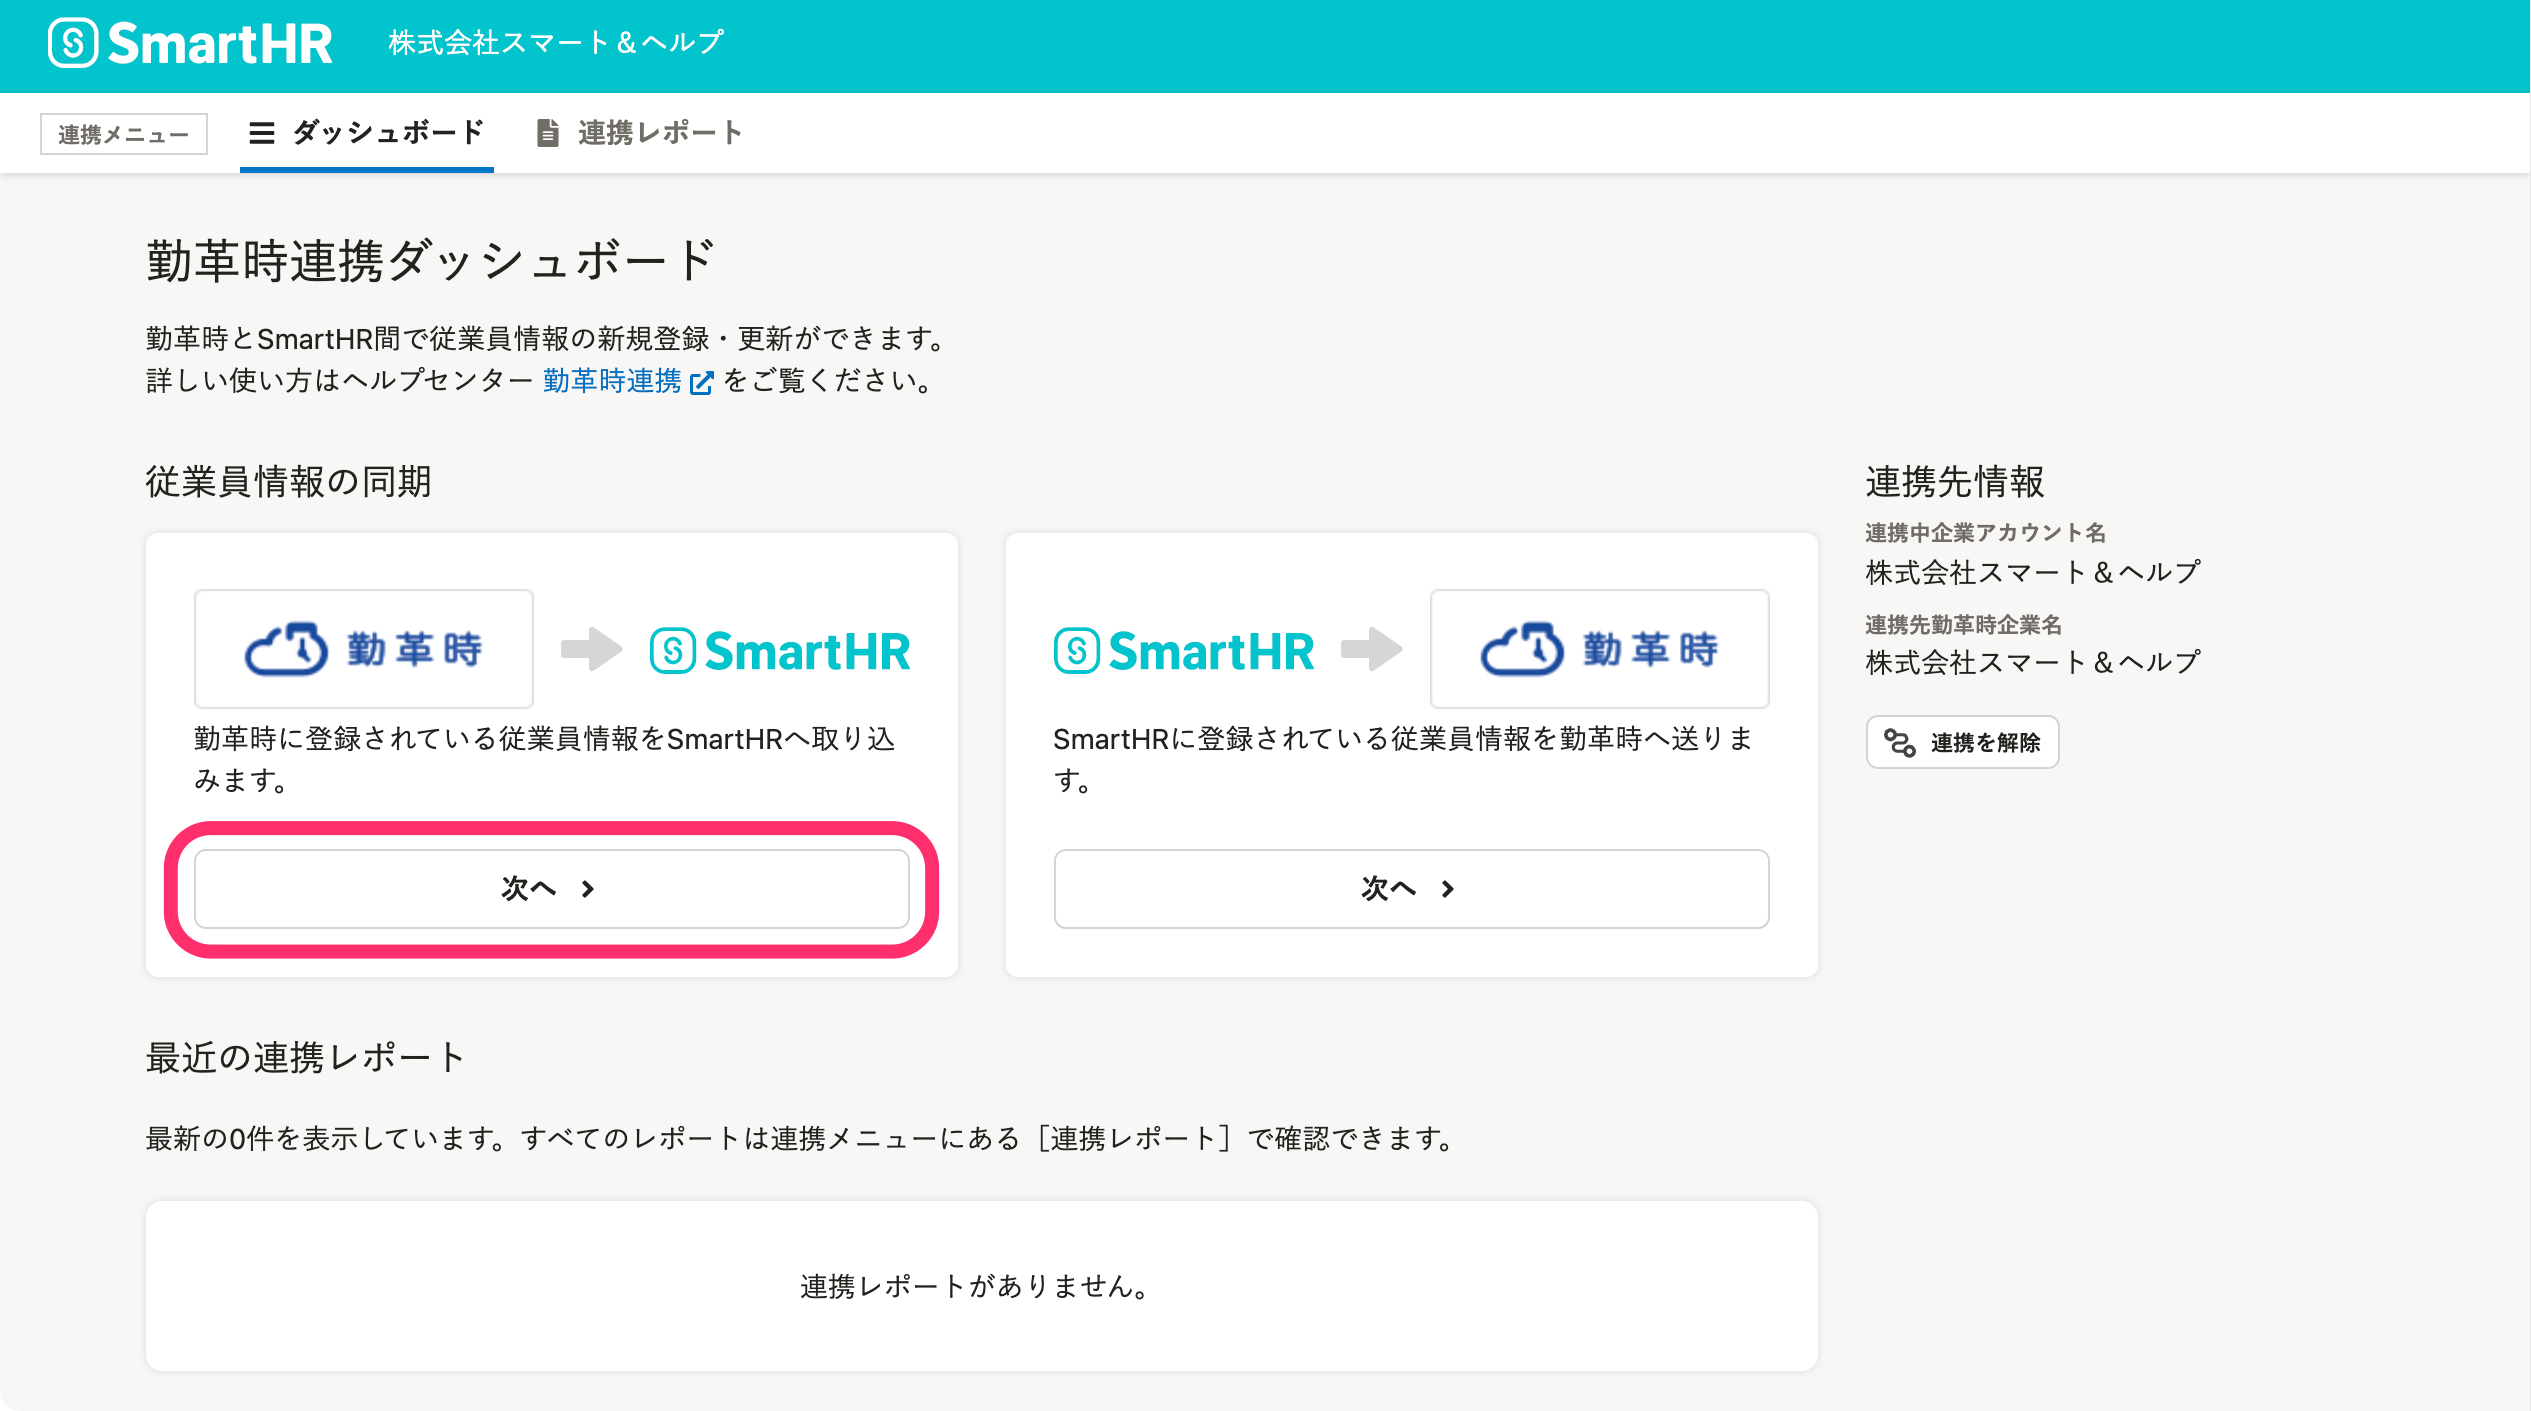 SmartHR 株式会社スマート＆ヘルプ
連携メニュー ダッシュボード 連携レポート
勤革時連携ダッシュボード
勤革時とSmartHR間で従業員情報の新規登録・更新ができます。
詳しい使い方はヘルプセンター 勤革時連携 をご覧ください。
従業員情報の同期
勤革時 SmartHR
勤革時に登録されている従業員情報をSmartHRへ取り込
みます。
次へ
SmartHR 勤革時
SmartHRに登録されている従業員情報を勤革時へ送りま
す。
次へ
連携先情報
連携中企業アカウント名
株式会社スマート＆ヘルプ
連携先勤革時企業名
株式会社スマート＆ヘルプ
連携を解除
最近の連携レポート
最新の0件を表示しています。すべてのレポートは連携メニューにある［連携レポート］で確認できます。
連携レポートがありません。